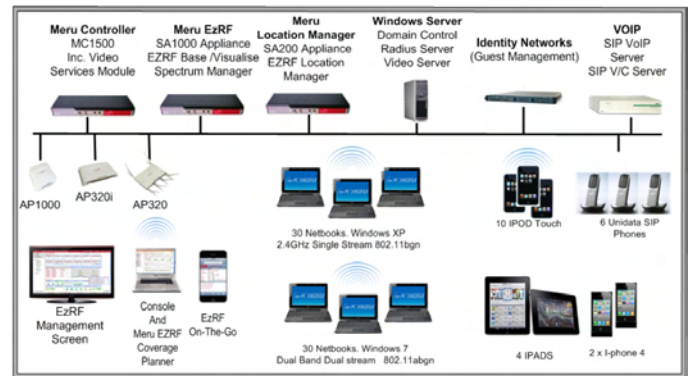 Meru Controller
MC1500
Inc. Video
Services Module
Meru EzRF
SA1000 Appliance
EZRF Base /Visualise
Spectrum Manager
Meru
Location Manager
SA200 Appliance
EZRF Location
Manager
Windows Server
Domain Control
Radius Server
Video Server
Identity Networks
(Guest Management)
VOIP
SIP VoIP
Server
SIP V/C Server
AP1000
AP320i
AP320
30 Netbooks. Windows XP
2.4GHz Single Stream 802.11bgn
10 IPOD Touch
6 Unidata SIP
Phones
EzRF
Management
Screen
Console
And
Meru EZRF
Coverage
Planner
EzRF
On-The-Go
30 Netbooks. Windows 7
Dual Band Dual stream 802.11abgn
4 IPADS
2 x I-phone 4